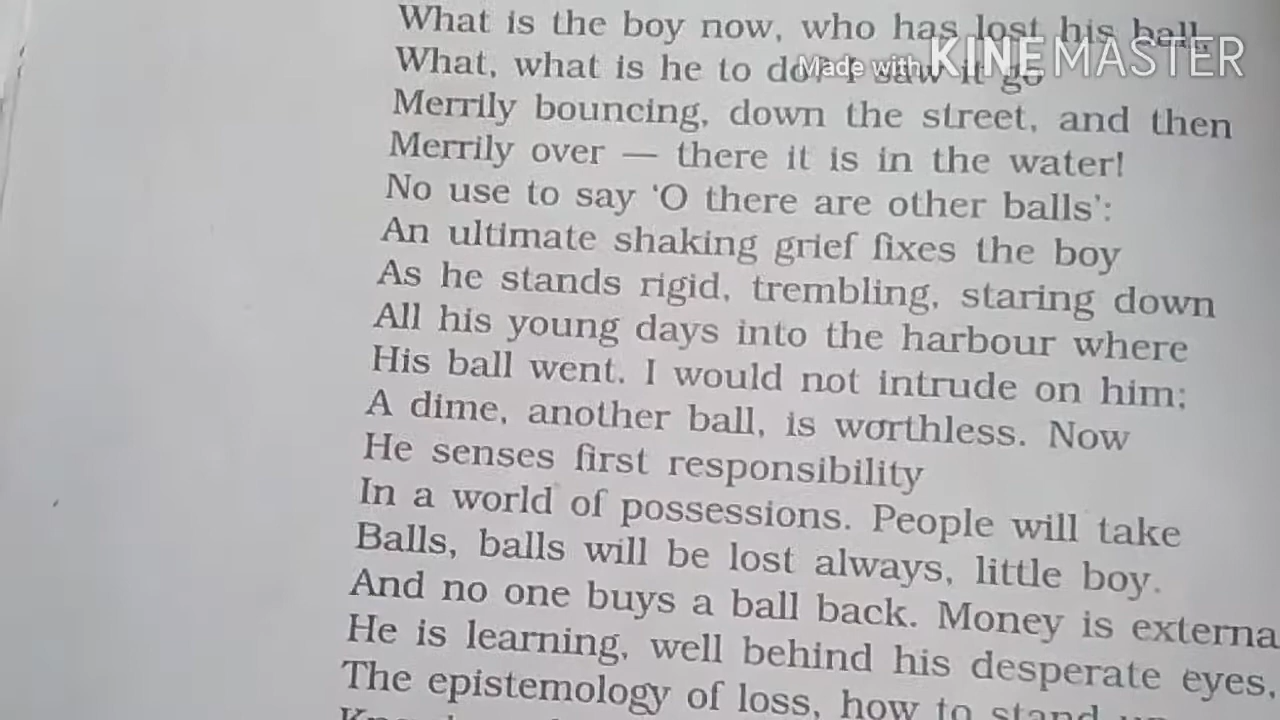 What is the boy now, who has lost his ball,
What, what is he to do? I saw it go
Made with KINEMASTER
Merrily bouncing, down the street, and then
Merrily over — there it is in the water!
No use to say ‘O there are other balls’:
An ultimate shaking grief fixes the boy
As he stands rigid, trembling, staring down
All his young days into the harbour where
His ball went. I would not intrude on him;
A dime, another ball, is worthless. Now
He senses first responsibility
In a world of possessions. People will take
Balls, balls will be lost always, little boy.
And no one buys a ball back. Money is externa
He is learning, well behind his desperate eyes,
The epistemology of loss, how to stand